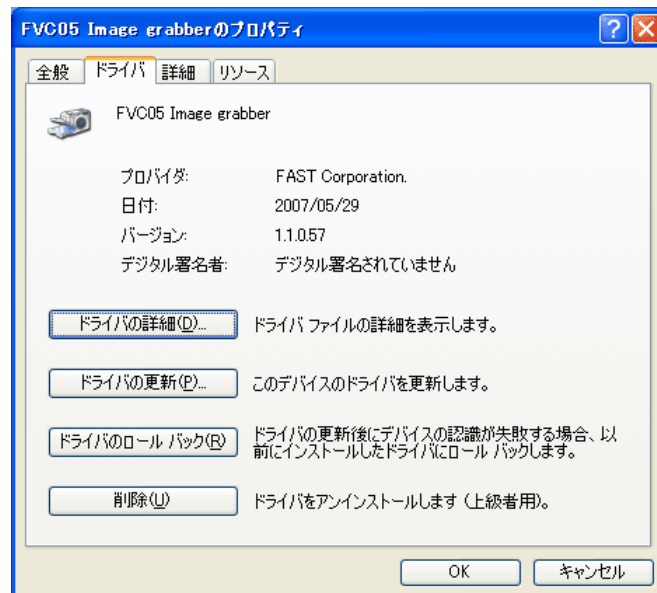 FVC05 Image grabberのプロパティ
全般
ドライバ
詳細
リソース
FVC05 Image grabber
プロバイダ: FAST Corporation.
日付: 2007/05/29
バージョン: 1.1.0.57
デジタル署名者: デジタル署名されていません
ドライバの詳細(D)... ドライバ ファイルの詳細を表示します。
ドライバの更新(P)... このデバイスのドライバを更新します。
ドライバのロール バック(R) ドライバの更新後にデバイスの認識が失敗する場合、以
前にインストールしたドライバにロール バックします。
削除(U) ドライバをアンインストールします (上級者用)。
OK
キャンセル